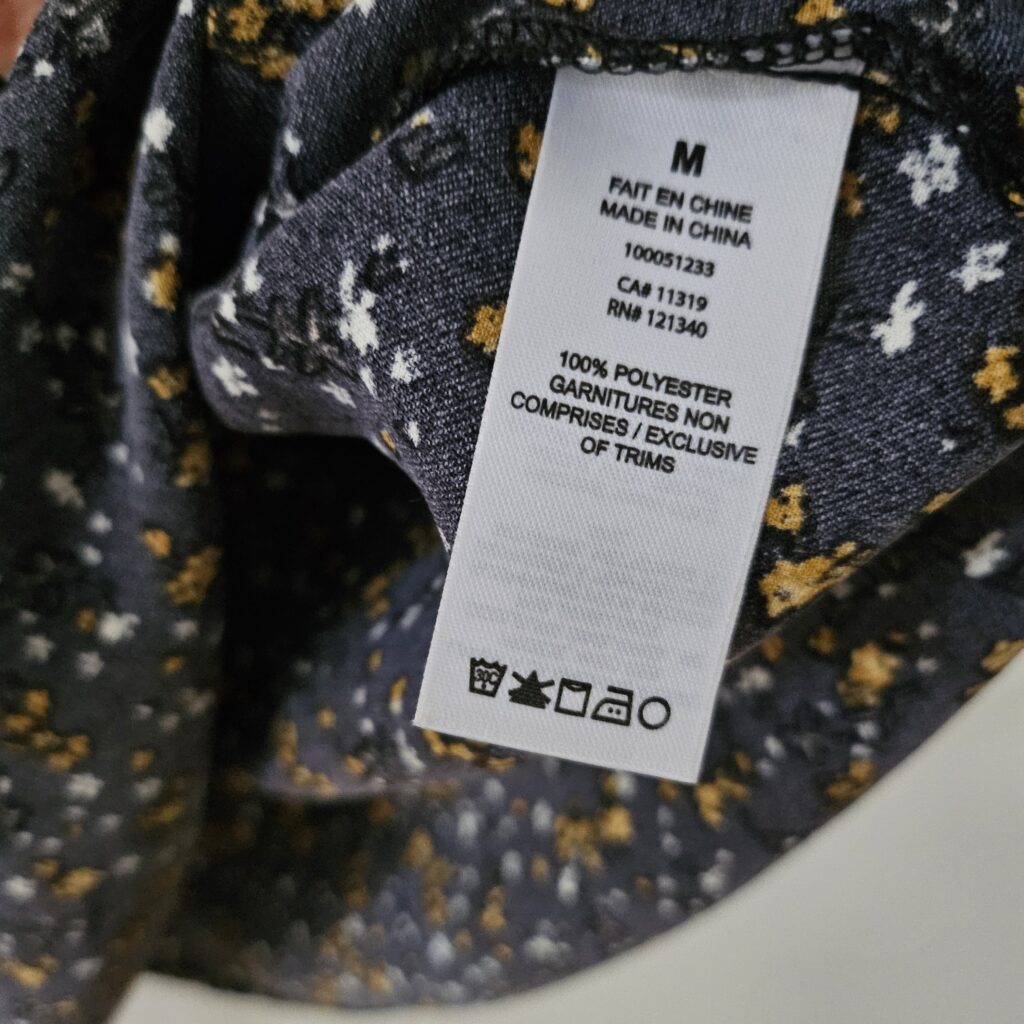 M
FAIT EN CHINE
MADE IN CHINA
100051233
CA# 11319
RN# 121340
100% POLYESTER
GARNITURES NON
COMPRISES / EXCLUSIVE
OF TRIMS